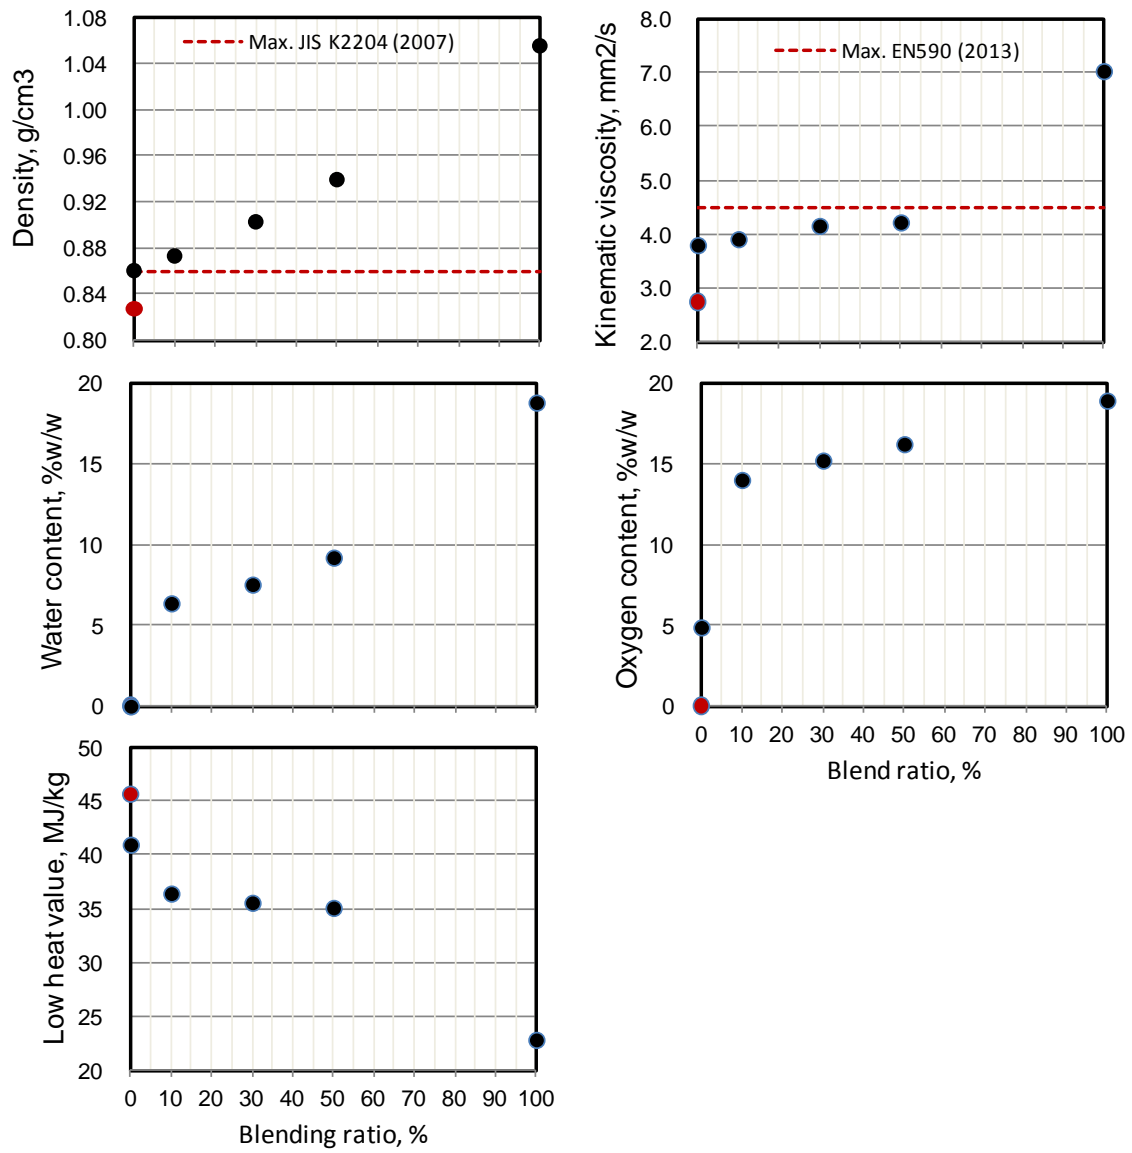 1.08
1.04
1.00
0.96
0.92
0.88
0.84
0.80
Density, g/cm3
Max. JIS K2204 (2007)
8.0
7.0
6.0
5.0
4.0
3.0
2.0
Kinematic viscosity, mm2/s
Max. EN590 (2013)
20
15
10
5
0
Water content, %w/w
20
15
10
5
0
Oxygen content, %w/w
0 10 20 30 40 50 60 70 80 90 100
Blend ratio, %
50
45
40
35
30
25
20
Low heat value, MJ/kg
0 10 20 30 40 50 60 70 80 90 100
Blending ratio, %